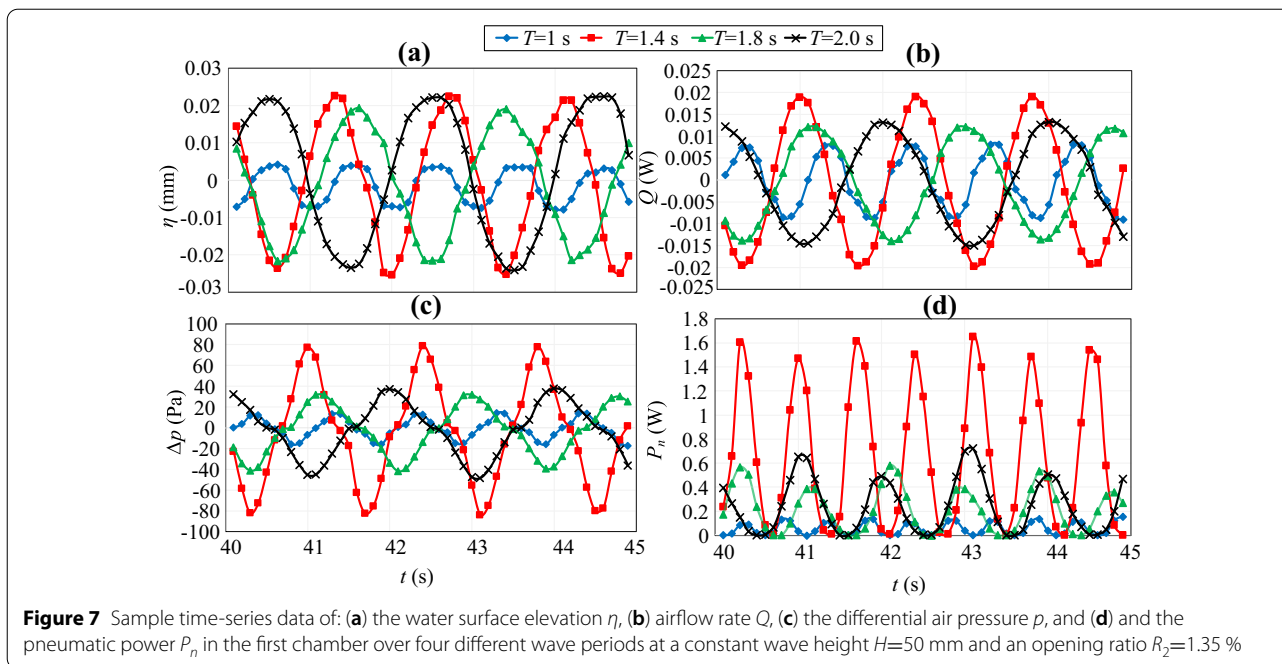 T=1 s T=1.4 s T=1.8 s T=2.0 s
(a)
0.03
0.02
0.01
0
-0.01
-0.02
-0.03
η (mm)
(b)
0.025
0.02
0.015
0.01
0.005
0
-0.005
-0.01
-0.015
-0.02
-0.025
Q (W)
(c)
100
80
60
40
20
0
-20
-40
-60
-80
-100
Δp (Pa)
40 41 42 43 44 45
t (s)
(d)
1.8
1.6
1.4
1.2
1
0.8
0.6
0.4
0.2
0
P_n (W)
40 41 42 43 44 45
t (s)
Figure 7 Sample time-series data of: (a) the water surface elevation η, (b) airflow rate Q, (c) the differential air pressure p, and (d) and the
pneumatic power P_n in the first chamber over four different wave periods at a constant wave height H=50 mm and an opening ratio R_2=1.35 %